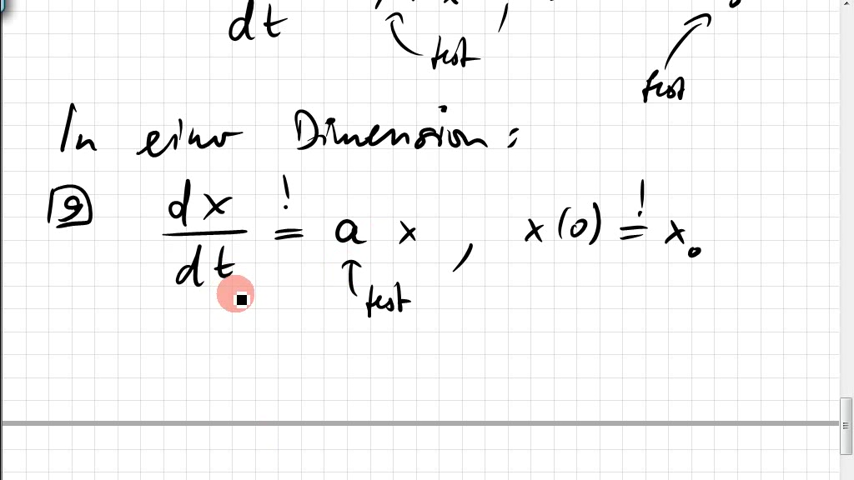 dt
fest
fest
In einer Dimension:
9 dx/dt != a x , x(0) != x₀
fest